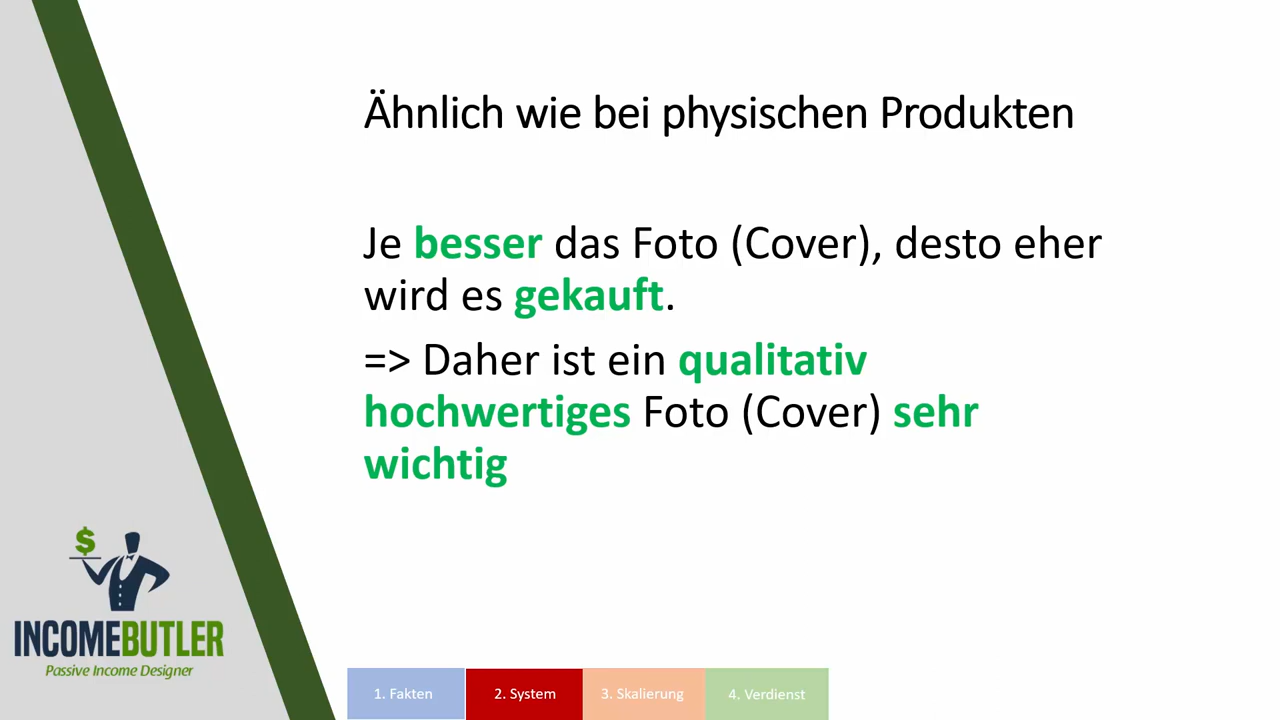 Ähnlich wie bei physischen Produkten
Je besser das Foto (Cover), desto eher
wird es gekauft.
=> Daher ist ein qualitativ
hochwertiges Foto (Cover) sehr
wichtig
$
INCOMEBUTLER
Passive Income Designer
1. Fakten
2. System
3. Skalierung
4. Verdienst